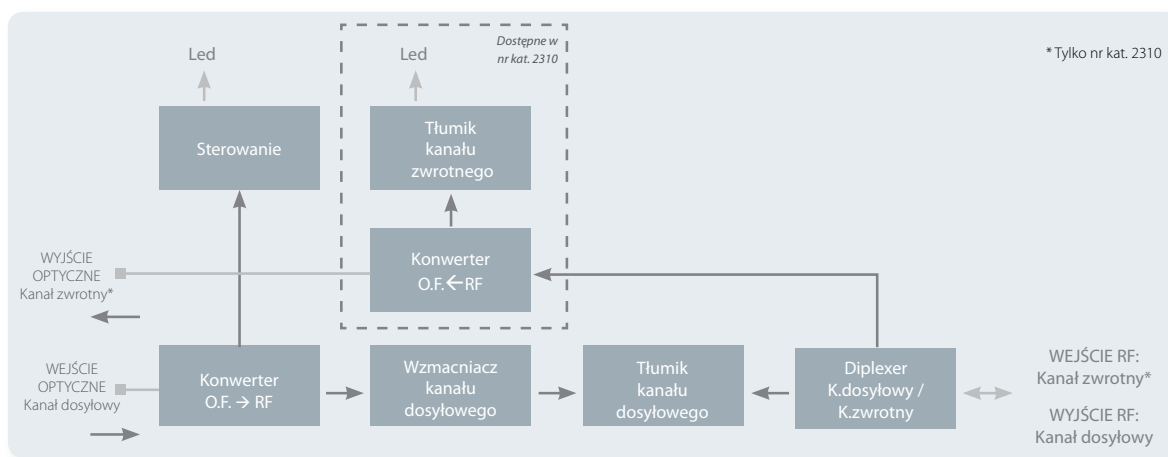 Dostępne w
nr kat. 2310
* Tylko nr kat. 2310
Led
Led
Sterowanie
Tłumik
kanału
zwrotnego
WYJŚCIE
OPTYCZNE
Kanał zwrotny*
Konwerter
O.F.←RF
WEJŚCIE
OPTYCZNE
Kanał dosyłowy
Konwerter
O.F. → RF
Wzmacniacz
kanału
dosyłowego
Tłumik
kanału
dosyłowego
Diplexer
K.dosyłowy /
K.zwrotny
WEJŚCIE RF:
Kanał zwrotny*
WYJŚCIE RF:
Kanał dosyłowy